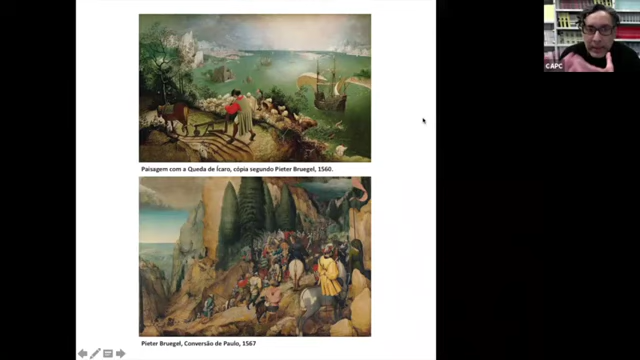 CAPC
Paisagem com a Queda de Ícaro, cópia segundo Pieter Bruegel, 1560.
Pieter Bruegel, Conversão de Paulo, 1567